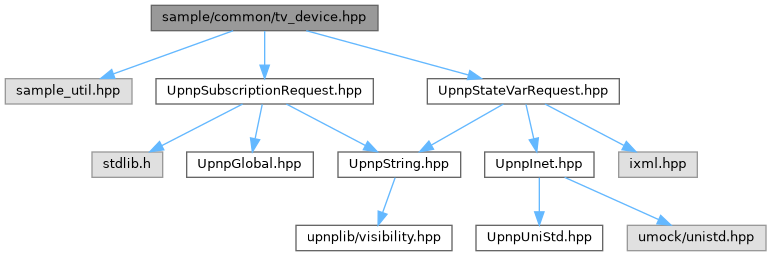 sample/common/tv_device.hpp
sample_util.hpp
UpnpSubscriptionRequest.hpp
UpnpStateVarRequest.hpp
stdlib.h
UpnpGlobal.hpp
UpnpString.hpp
UpnpInet.hpp
ixml.hpp
upnplib/visibility.hpp
UpnpUniStd.hpp
umock/unistd.hpp